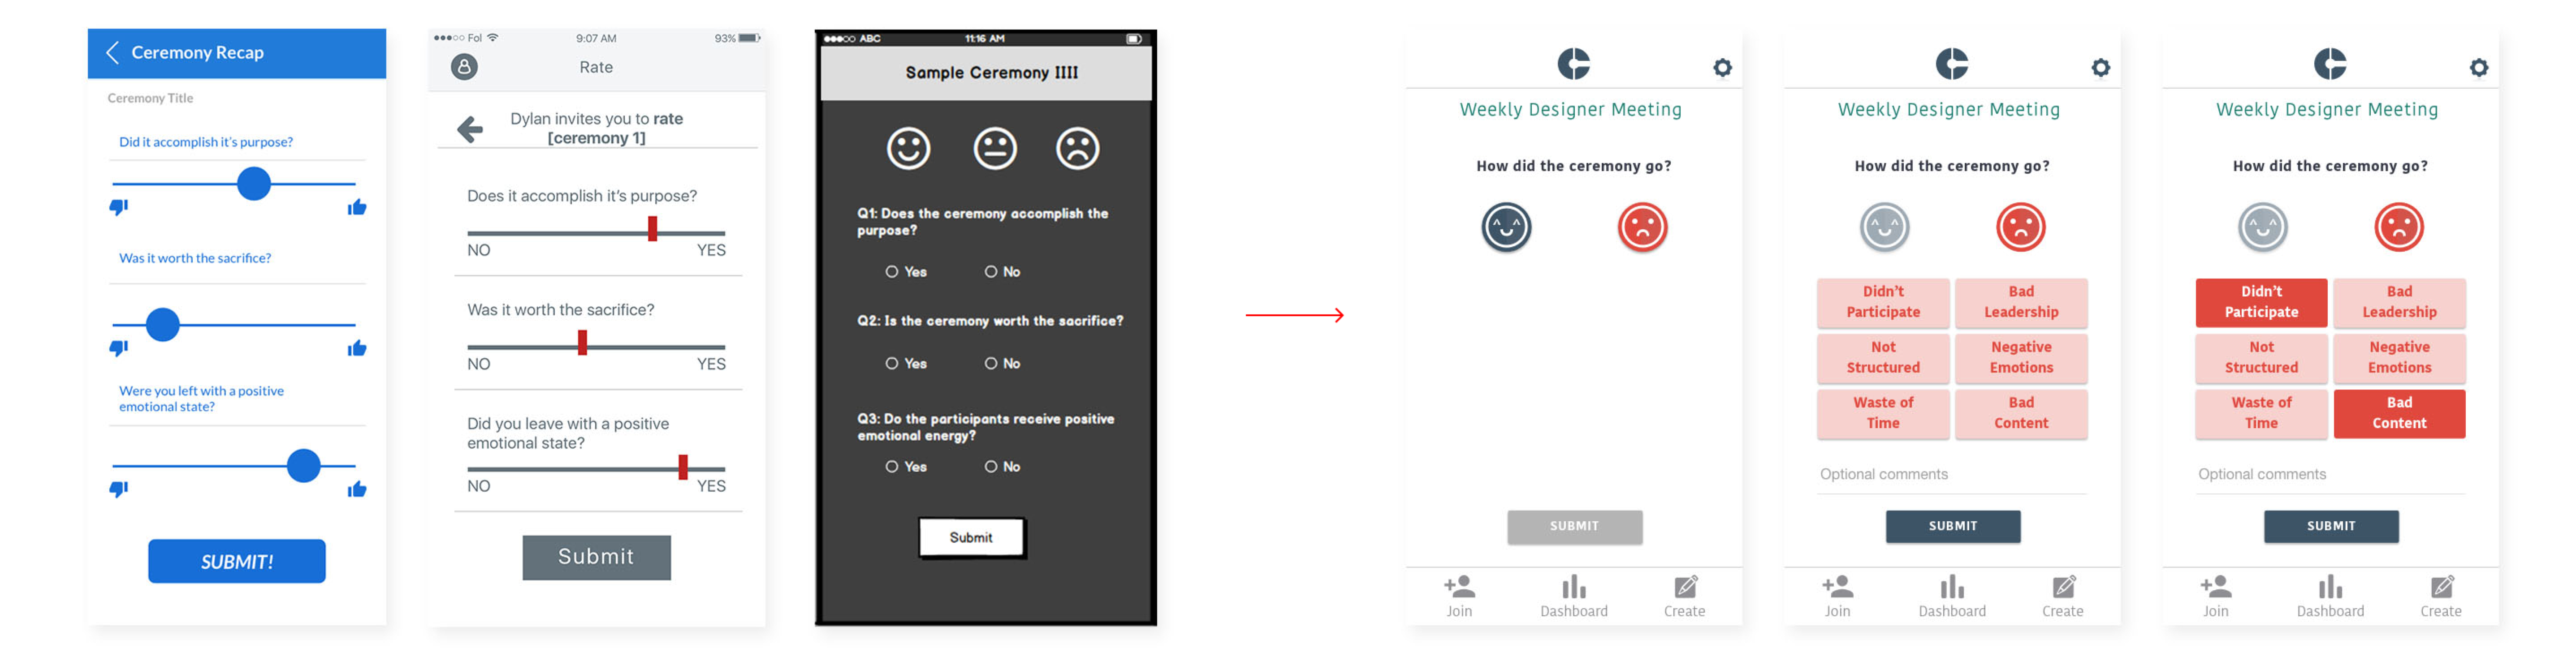 Ceremony Recap
Ceremony Title
Did it accomplish it's purpose?
Was it worth the sacrifice?
Were you left with a positive
emotional state?
SUBMIT!
Fol
9:07 AM
93%
Rate
Dylan invites you to rate
[ceremony 1]
Does it accomplish it's purpose?
NO YES
Was it worth the sacrifice?
NO YES
Did you leave with a positive
emotional state?
NO YES
Submit
ABC
11:16 AM
Sample Ceremony IIII
Q1: Does the ceremony accomplish the
purpose?
Yes No
Q2: Is the ceremony worth the sacrifice?
Yes No
Q3: Do the participants receive positive
emotional energy?
Yes No
Submit
Weekly Designer Meeting
How did the ceremony go?
SUBMIT
Join Dashboard Create
Weekly Designer Meeting
How did the ceremony go?
Didn't
Participate
Bad
Leadership
Not
Structured
Negative
Emotions
Waste of
Time
Bad
Content
Optional comments
SUBMIT
Join Dashboard Create
Weekly Designer Meeting
How did the ceremony go?
Didn't
Participate
Bad
Leadership
Not
Structured
Negative
Emotions
Waste of
Time
Bad
Content
Optional comments
SUBMIT
Join Dashboard Create